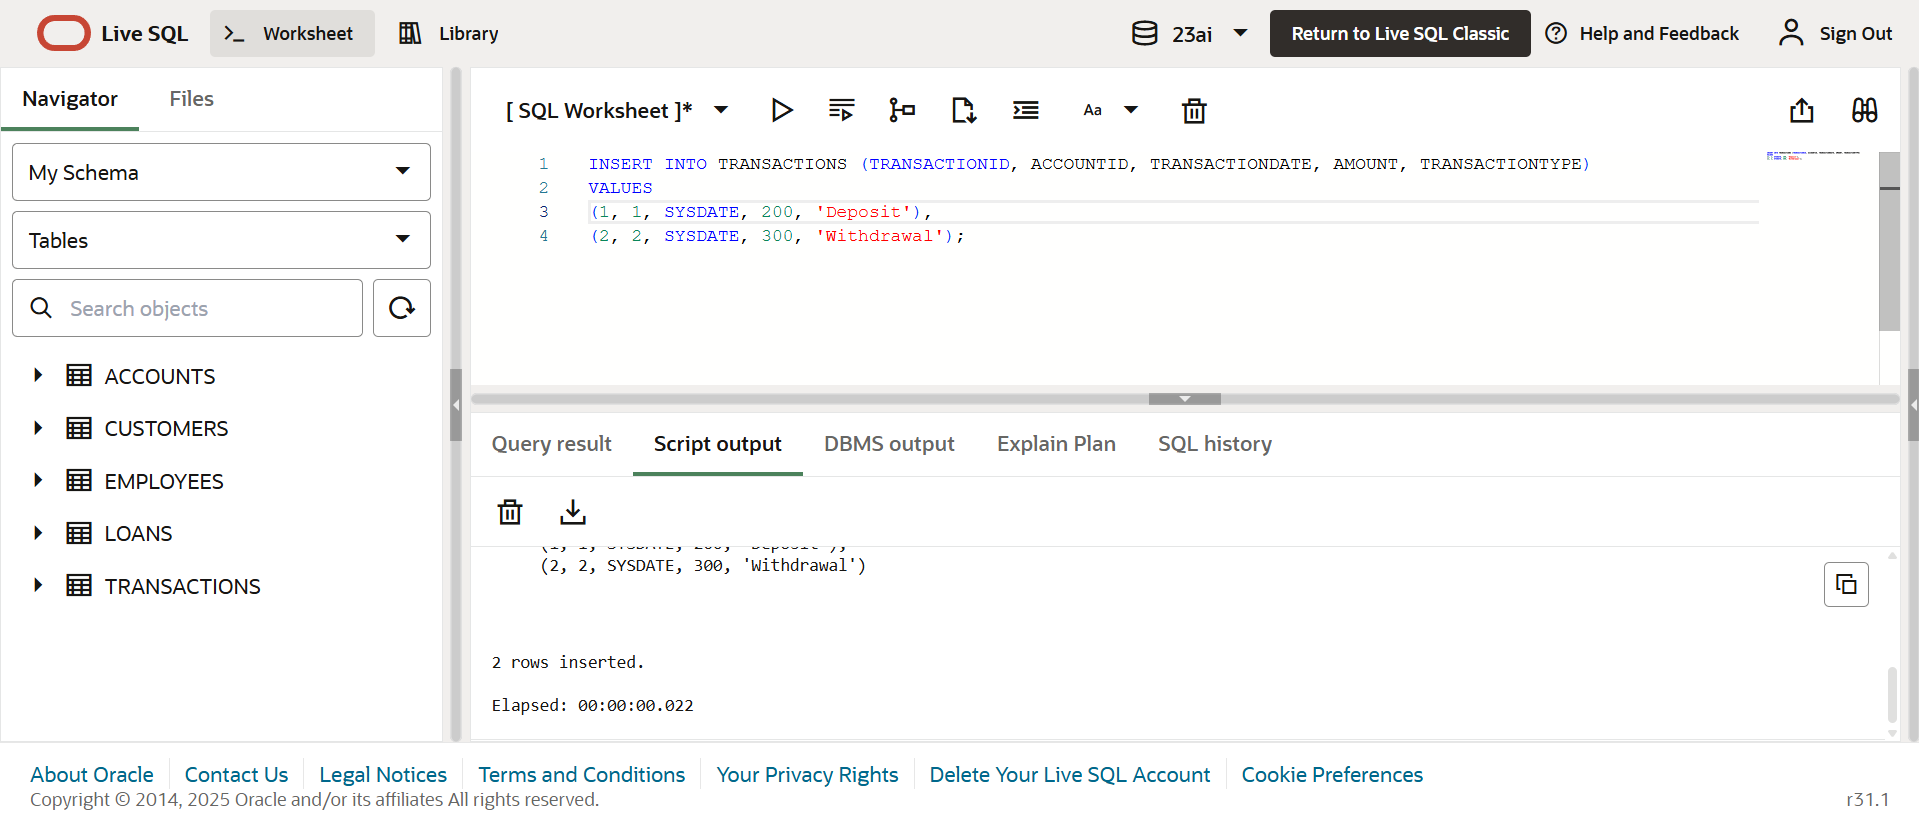 Live SQL
Worksheet
Library
23ai
Return to Live SQL Classic
Help and Feedback
Sign Out
Navigator
Files
My Schema
Tables
Search objects
ACCOUNTS
CUSTOMERS
EMPLOYEES
LOANS
TRANSACTIONS
[ SQL Worksheet ]*
Aa
1 INSERT INTO TRANSACTIONS (TRANSACTIONID, ACCOUNTID, TRANSACTIONDATE, AMOUNT, TRANSACTIONTYPE)
2 VALUES
3 (1, 1, SYSDATE, 200, 'Deposit'),
4 (2, 2, SYSDATE, 300, 'Withdrawal');
Query result
Script output
DBMS output
Explain Plan
SQL history
(1, 1, SYSDATE, 200, 'Deposit'),
(2, 2, SYSDATE, 300, 'Withdrawal')
2 rows inserted.
Elapsed: 00:00:00.022
About Oracle
Contact Us
Legal Notices
Terms and Conditions
Your Privacy Rights
Delete Your Live SQL Account
Cookie Preferences
Copyright © 2014, 2025 Oracle and/or its affiliates All rights reserved.
r31.1